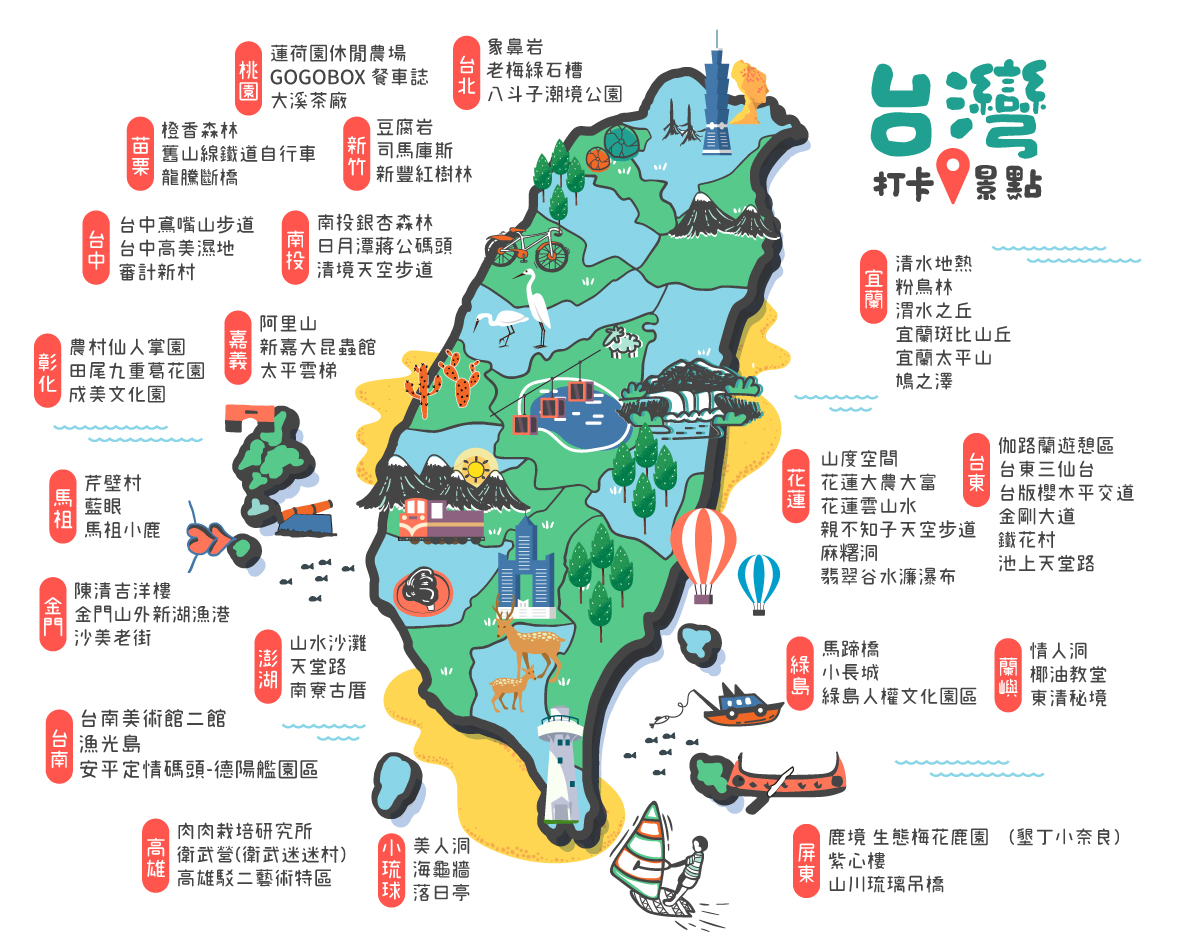 台灣
打卡景點
桃園
蓮荷園休閒農場
GOGOBOX 餐車誌
大溪茶廠
台北
象鼻岩
老梅綠石槽
八斗子潮境公園
苗栗
橙香森林
舊山線鐵道自行車
龍騰斷橋
新竹
豆腐岩
司馬庫斯
新豐紅樹林
台中
台中鳶嘴山步道
台中高美濕地
審計新村
南投
南投銀杏森林
日月潭蔣公碼頭
清境天空步道
宜蘭
清水地熱
粉鳥林
渭水之丘
宜蘭斑比山丘
宜蘭太平山
鳩之澤
彰化
農村仙人掌園
田尾九重葛花園
成美文化園
嘉義
阿里山
新嘉大昆蟲館
太平雲梯
馬祖
芹壁村
藍眼
馬祖小鹿
花蓮
山度空間
花蓮大農大富
花蓮雲山水
親不知子天空步道
麻糬洞
翡翠谷水濂瀑布
台東
伽路蘭遊憩區
台東三仙台
台版櫻木平交道
金剛大道
鐵花村
池上天堂路
金門
陳清吉洋樓
金門山外新湖漁港
沙美老街
澎湖
山水沙灘
天堂路
南寮古厝
綠島
馬蹄橋
小長城
綠島人權文化園區
蘭嶼
情人洞
椰油教堂
東清秘境
台南
台南美術館二館
漁光島
安平定情碼頭-德陽艦園區
高雄
肉肉栽培研究所
衛武營(衛武迷迷村)
高雄駁二藝術特區
小琉球
美人洞
海龜牆
落日亭
屏東
鹿境 生態梅花鹿園 （墾丁小奈良）
紫心樓
山川琉璃吊橋